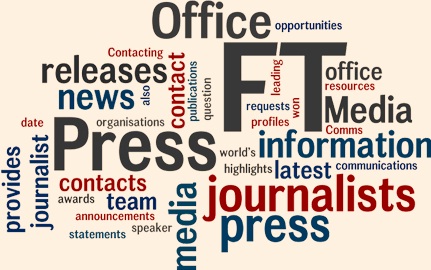 Office
opportunities
Contacting
releases
also
contact
publications
question
FT
leading
office
resources
news
requests
won
Media
profiles
Comms
date
organisations
Press
world's
information
provides
journalist
highlights
latest
communications
contacts
awards
team
media
journalists
announcements
speaker
press
statements